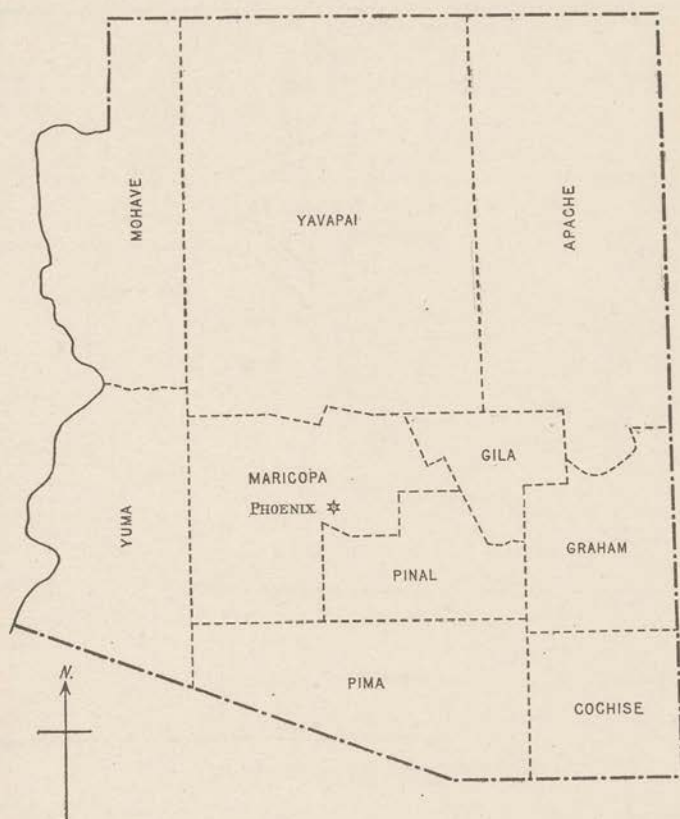 MOHAVE
YAVAPAI
APACHE
MARICOPA
PHOENIX
GILA
YUMA
PINAL
GRAHAM
PIMA
COCHISE
N.